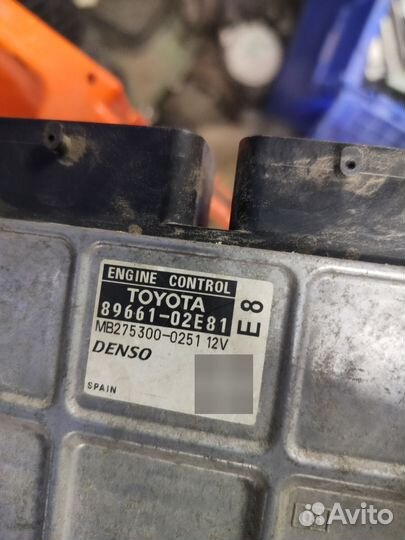 ENGINE CONTROL
TOYOTA
89661-02E81
MB275300-0251 12V
E8
DENSO
SPAIN
Avito